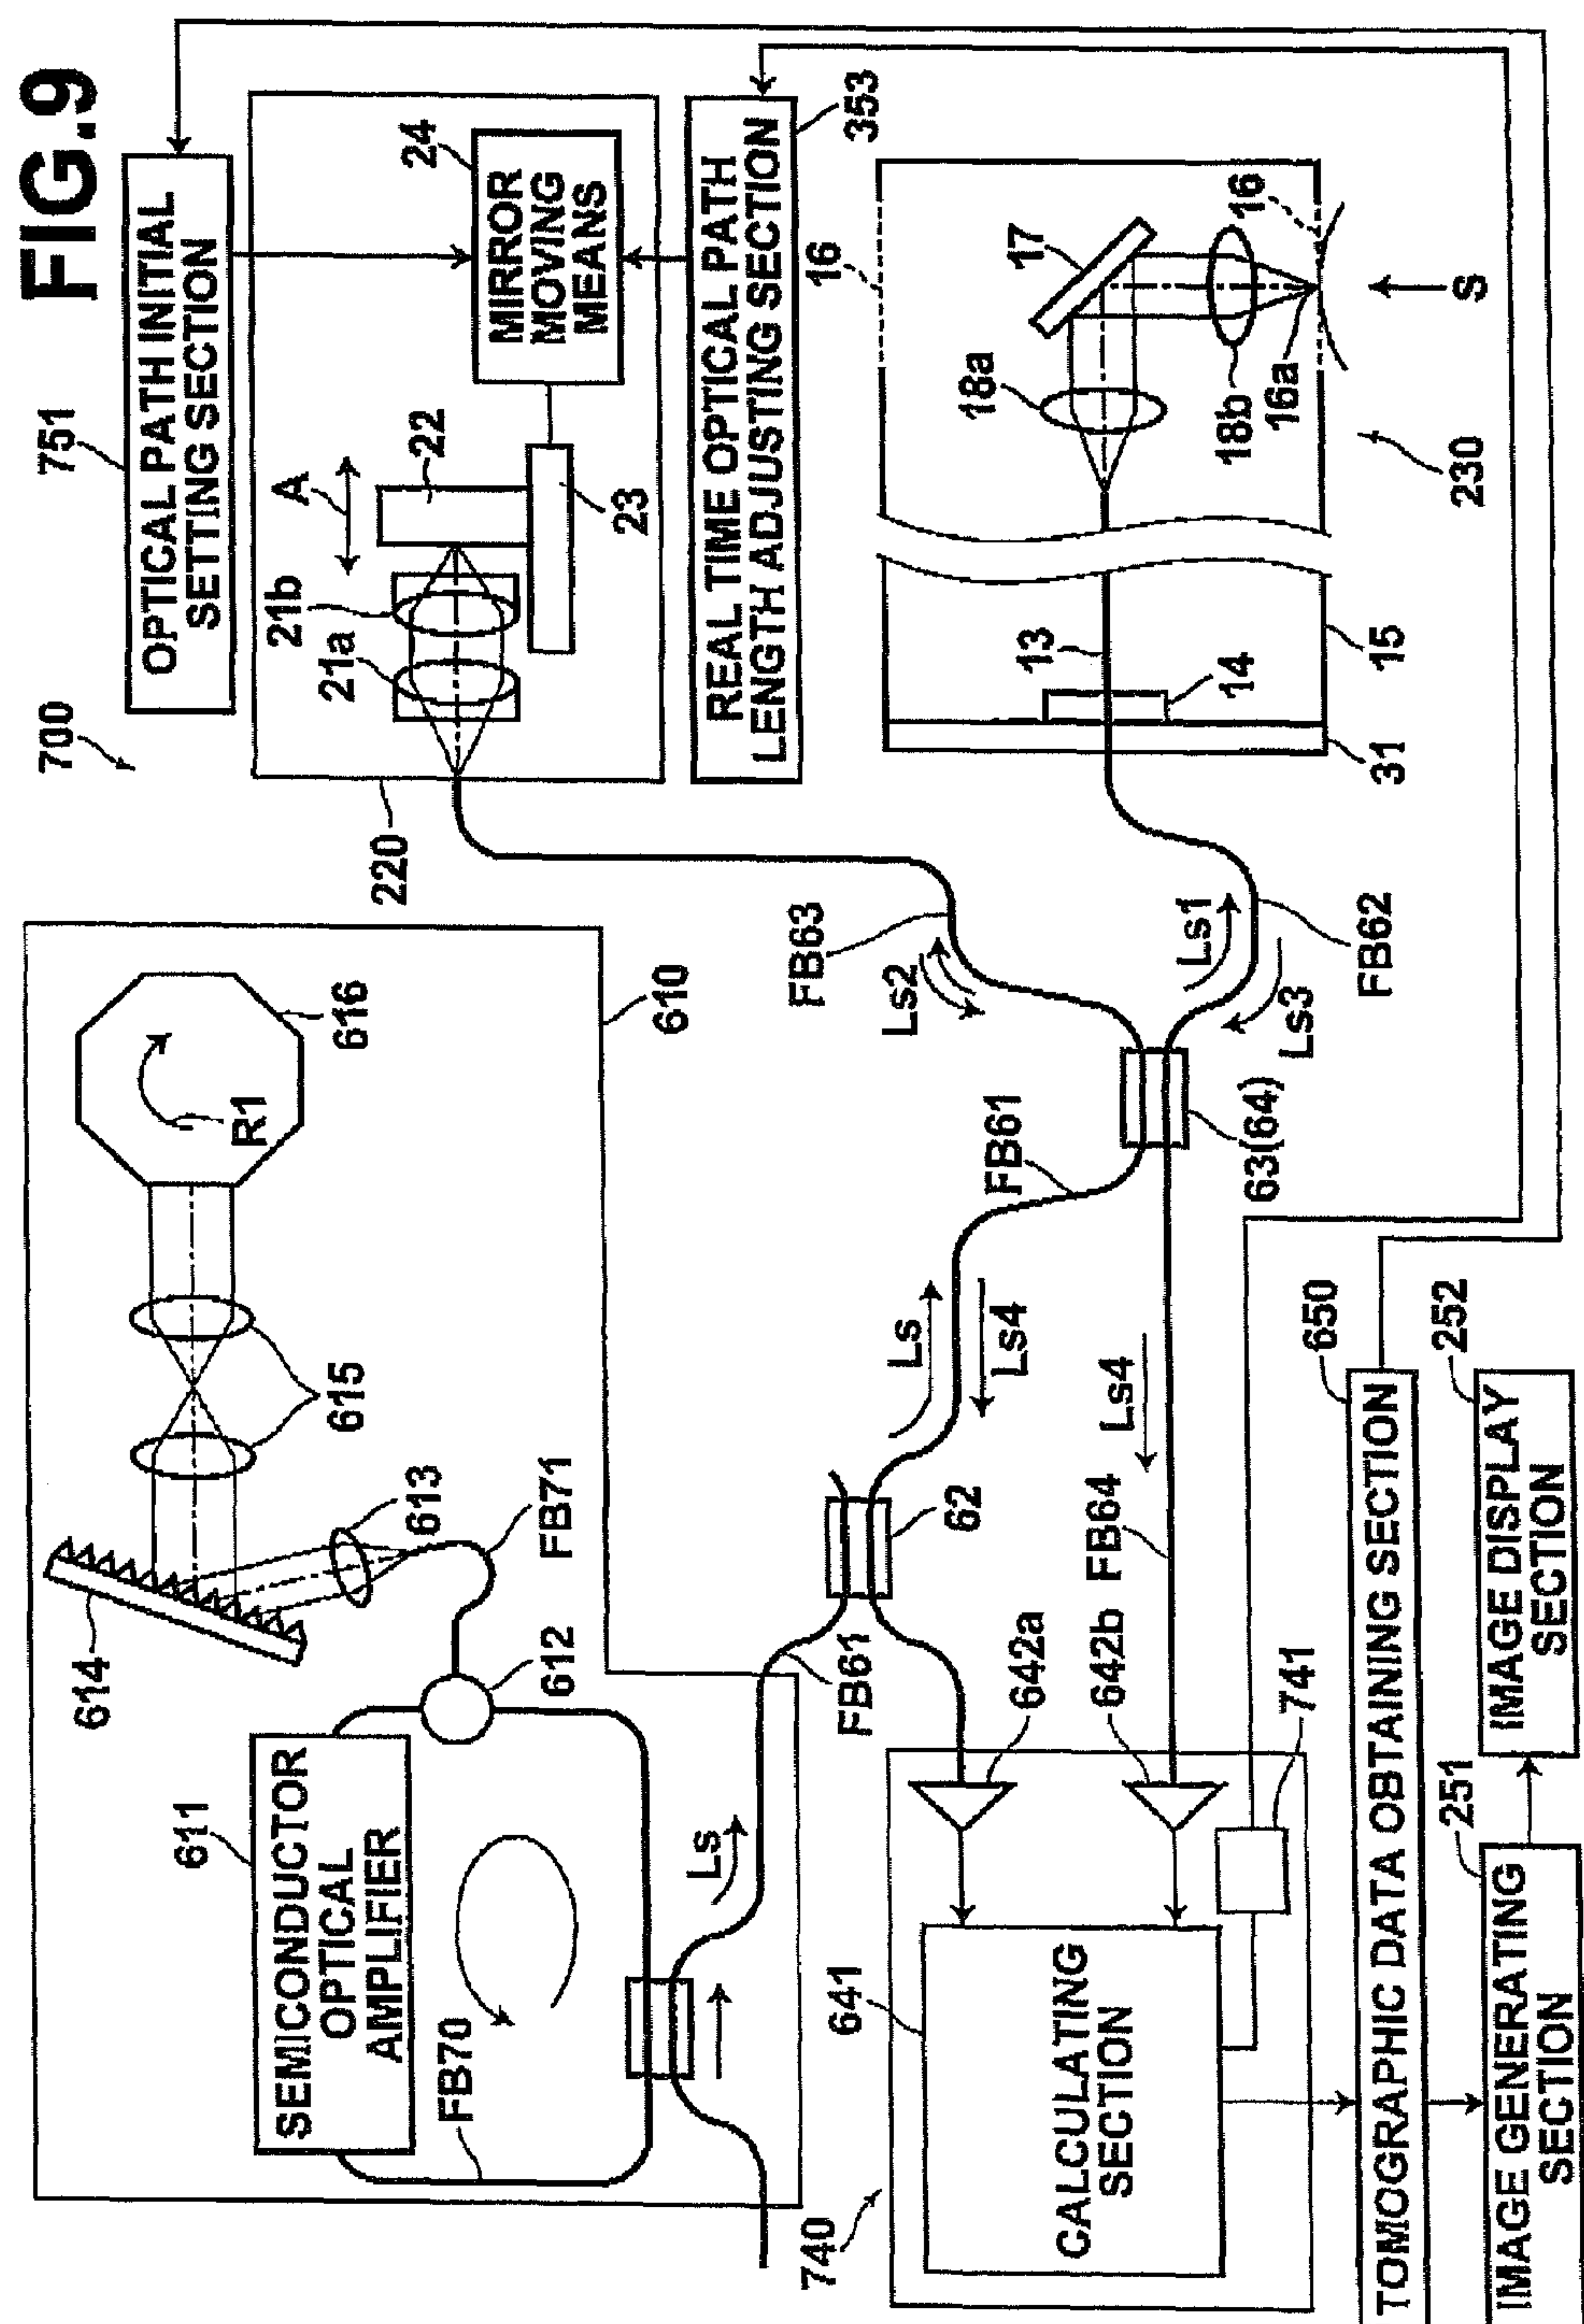 FIG.9
700
751
OPTICAL PATH INITIAL
SETTING SECTION
220
21a
21b
A
22
23
24
MIRROR
MOVING
MEANS
REAL TIME OPTICAL PATH
LENGTH ADJUSTING SECTION
353
16
17
18a
18b
16
16a
S
230
13
14
15
31
610
611
SEMICONDUCTOR
OPTICAL
AMPLIFIER
FB70
612
FB71
613
614
615
616
R1
Ls
FB61
62
Ls
Ls4
FB61
FB63
Ls2
Ls1
Ls3
FB62
63(64)
Ls4
FB64
642a
642b
741
740
641
CALCULATING
SECTION
650
TOMOGRAPHIC DATA OBTAINING SECTION
251
IMAGE GENERATING
SECTION
252
IMAGE DISPLAY
SECTION